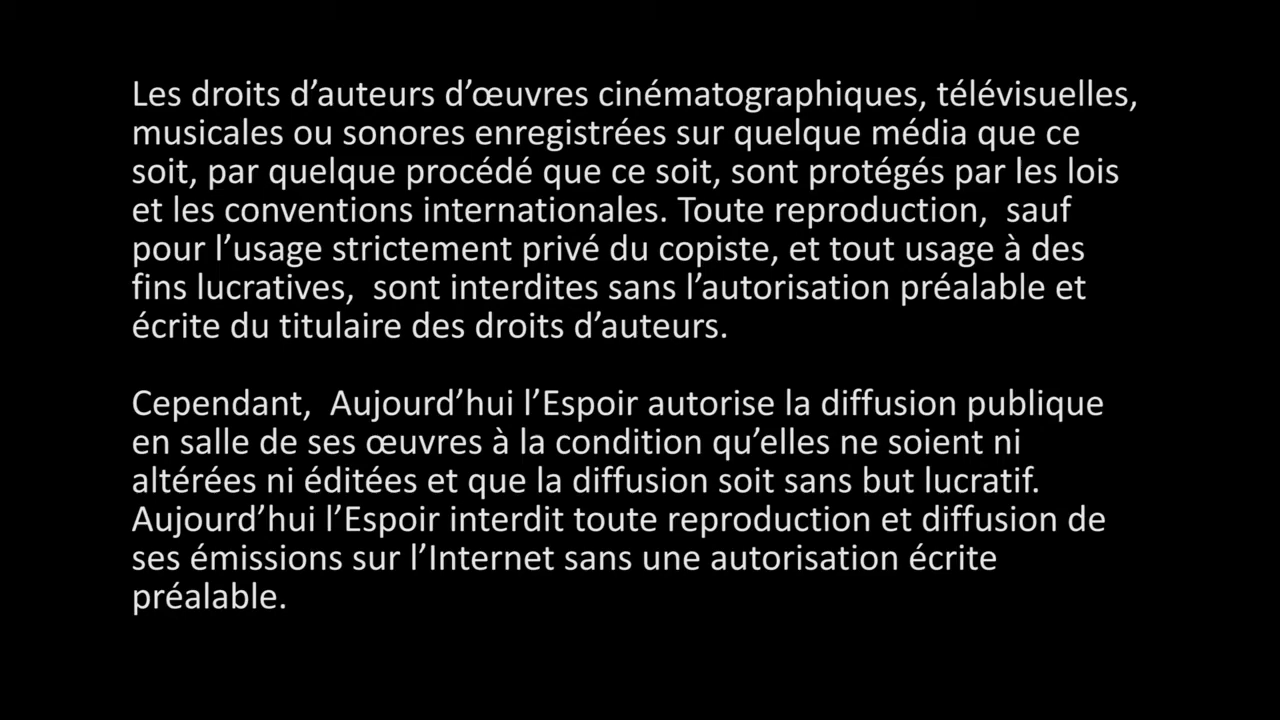 Les droits d’auteurs d’œuvres cinématographiques, télévisuelles,
musicales ou sonores enregistrées sur quelque média que ce
soit, par quelque procédé que ce soit, sont protégés par les lois
et les conventions internationales. Toute reproduction,  sauf
pour l’usage strictement privé du copiste, et tout usage à des
fins lucratives,  sont interdites sans l’autorisation préalable et
écrite du titulaire des droits d’auteurs.
Cependant,  Aujourd’hui l’Espoir autorise la diffusion publique
en salle de ses œuvres à la condition qu’elles ne soient ni
altérées ni éditées et que la diffusion soit sans but lucratif.
Aujourd’hui l’Espoir interdit toute reproduction et diffusion de
ses émissions sur l’Internet sans une autorisation écrite
préalable.